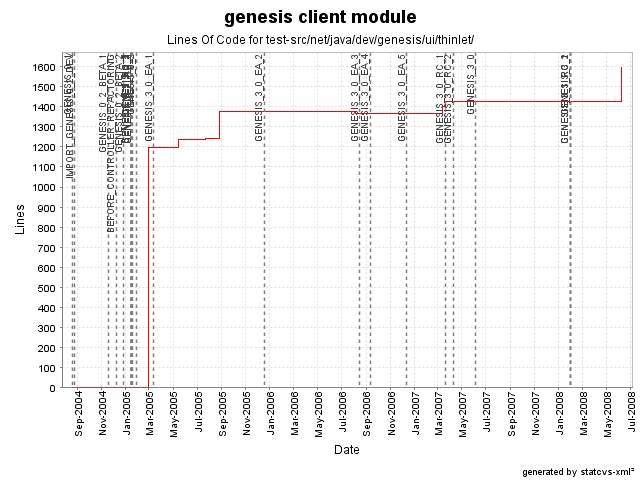 genesis client module
Lines Of Code for test-src/net/java/dev/genesis/ui/thinlet/
Lines
1600
1500
1400
1300
1200
1100
1000
900
800
700
600
500
400
300
200
100
0
GENESIS_3_0_EA_1
GENESIS_3_0_EA_2
GENESIS_3_0_EA_3
GENESIS_3_0_EA_4
GENESIS_3_0_EA_5
GENESIS_3_0_RC_1
GENESIS_3_0_RC_2
GENESIS_3_0
BEFORE_CONTROLLER_REFACTORING
Sep-2004
Nov-2004
Jan-2005
Mar-2005
May-2005
Jul-2005
Sep-2005
Nov-2005
Jan-2006
Mar-2006
May-2006
Jul-2006
Sep-2006
Nov-2006
Jan-2007
Mar-2007
May-2007
Jul-2007
Sep-2007
Nov-2007
Jan-2008
Mar-2008
May-2008
Jul-2008
Date
generated by statcvs-xml²